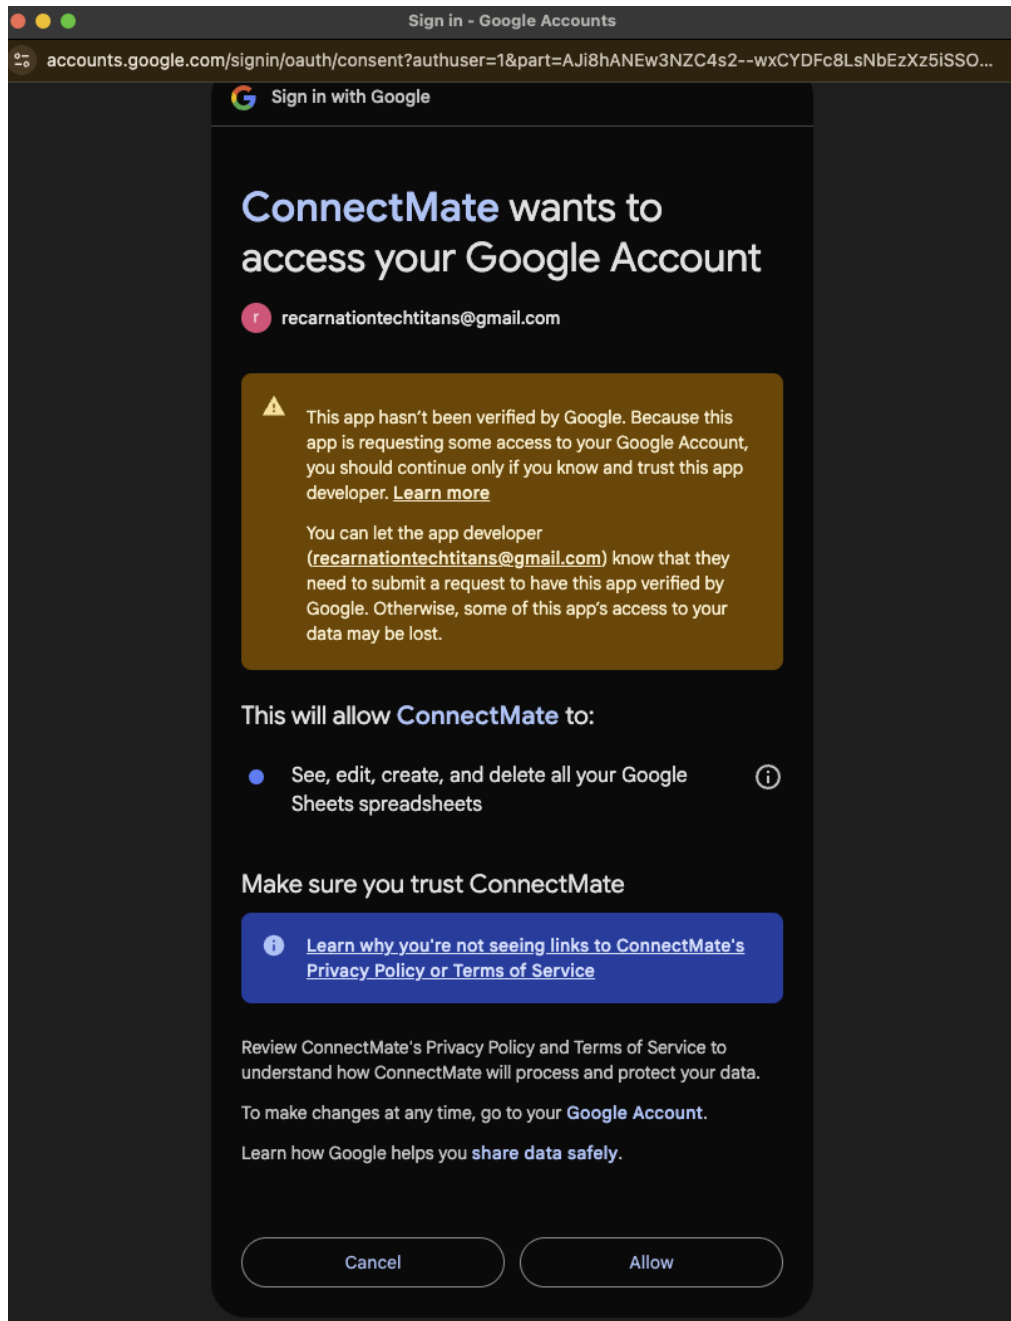 Sign in - Google Accounts
accounts.google.com/signin/oauth/consent?authuser=1&part=AJi8hANEw3NZC4s2--wxCYDFc8LsNbEzXz5iSSO...
Sign in with Google
ConnectMate wants to
access your Google Account
r recarnationtechtitans@gmail.com
This app hasn't been verified by Google. Because this
app is requesting some access to your Google Account,
you should continue only if you know and trust this app
developer. Learn more
You can let the app developer
(recarnationtechtitans@gmail.com) know that they
need to submit a request to have this app verified by
Google. Otherwise, some of this app's access to your
data may be lost.
This will allow ConnectMate to:
See, edit, create, and delete all your Google
Sheets spreadsheets
Make sure you trust ConnectMate
Learn why you're not seeing links to ConnectMate's
Privacy Policy or Terms of Service
Review ConnectMate's Privacy Policy and Terms of Service to
understand how ConnectMate will process and protect your data.
To make changes at any time, go to your Google Account.
Learn how Google helps you share data safely.
Cancel
Allow